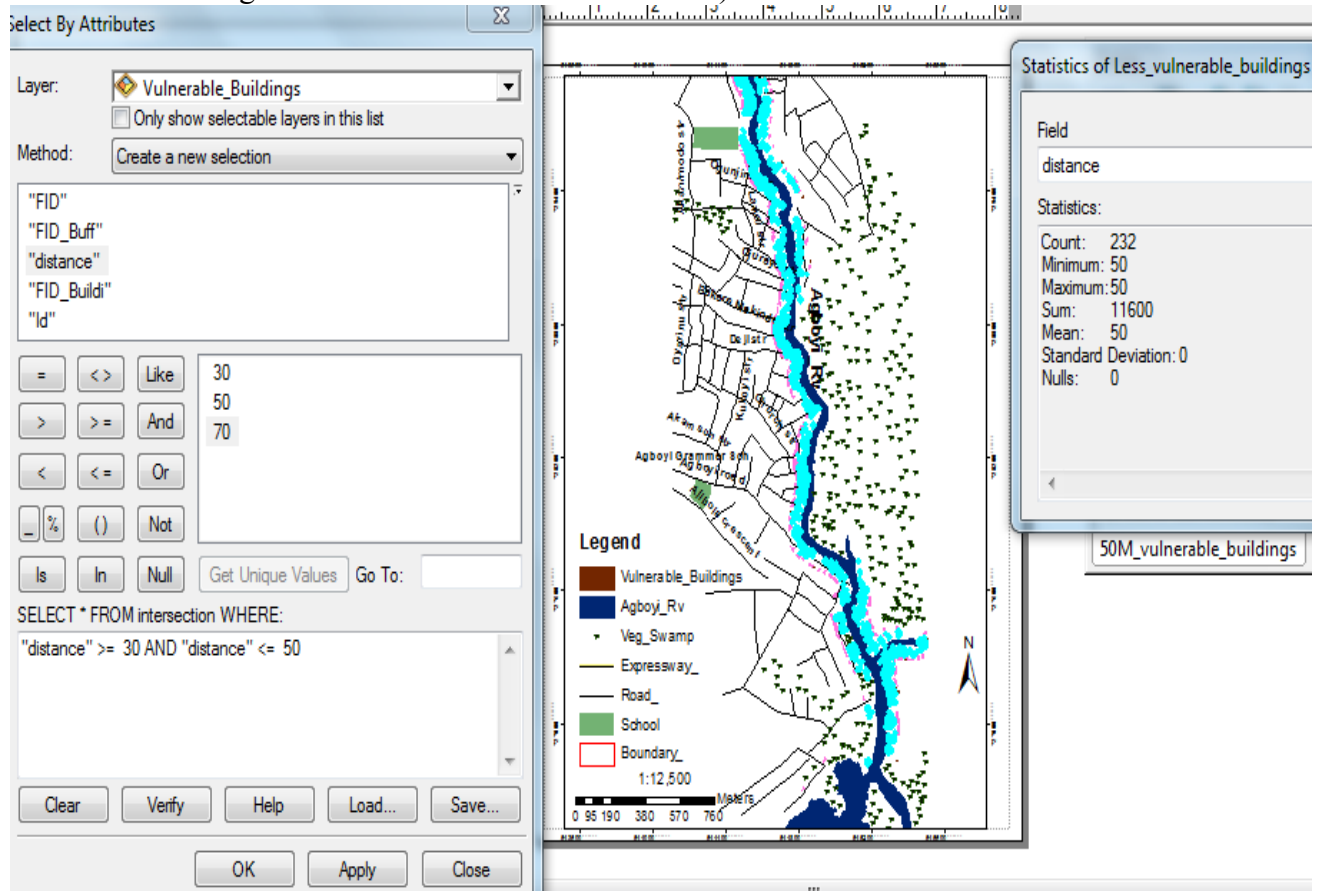 Select By Attributes
Layer:
Vulnerable_Buildings
Only show selectable layers in this list
Method:
Create a new selection
"FID"
"FID_Buff"
"distance"
"FID_Buildi"
"Id"
= <> Like
> >= And
< <= Or
_ % () Not
Is In Null
30
50
70
Get Unique Values Go To:
SELECT * FROM intersection WHERE:
"distance" >= 30 AND "distance" <= 50
Clear Verify Help Load... Save...
OK Apply Close
Agboyi Rv
Deji str
Agboyi Grammer Sch
Agboyi road
Legend
Vulnerable_Buildings
Agboyi_Rv
Veg_Swamp
Expressway_
Road_
School
Boundary_
1:12,500
Meters
0 95 190 380 570 760
N
Statistics of Less_vulnerable_buildings
Field
distance
Statistics:
Count: 232
Minimum: 50
Maximum: 50
Sum: 11600
Mean: 50
Standard Deviation: 0
Nulls: 0
50M_vulnerable_buildings